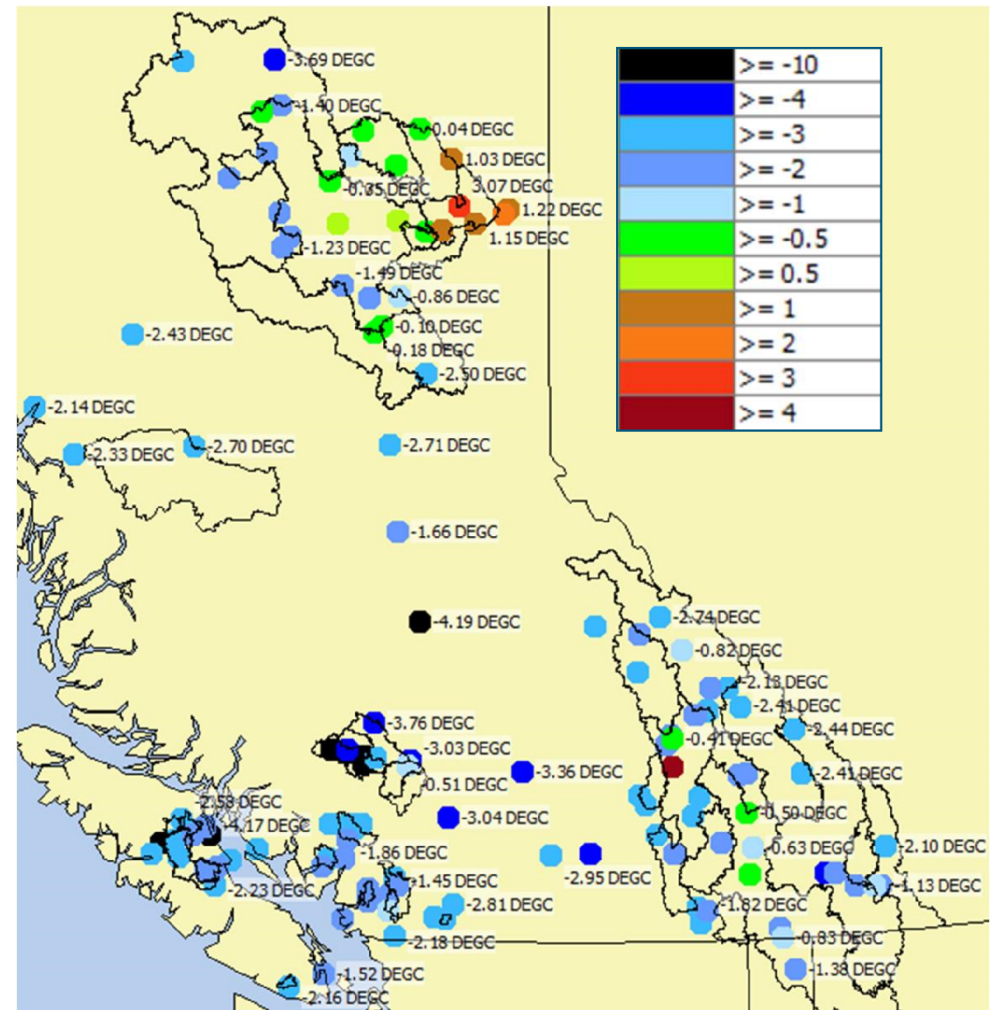 -3.69 DEGC
-1.40 DEGC
0.04 DEGC
1.03 DEGC
3.07 DEGC
-0.35 DEGC
1.22 DEGC
1.15 DEGC
-1.23 DEGC
-1.49 DEGC
-0.86 DEGC
-0.10 DEGC
-0.18 DEGC
-2.43 DEGC
-2.50 DEGC
-2.14 DEGC
-2.33 DEGC
-2.70 DEGC
-2.71 DEGC
-1.66 DEGC
-4.19 DEGC
>= -10
>= -4
>= -3
>= -2
>= -1
>= -0.5
>= 0.5
>= 1
>= 2
>= 3
>= 4
-2.74 DEGC
-0.82 DEGC
-2.13 DEGC
-2.41 DEGC
-2.44 DEGC
-0.41 DEGC
-3.76 DEGC
-3.03 DEGC
-0.51 DEGC
-3.36 DEGC
-2.41 DEGC
-3.04 DEGC
-0.50 DEGC
-2.58 DEGC
-4.17 DEGC
-1.86 DEGC
-2.95 DEGC
-0.63 DEGC
-2.10 DEGC
-2.23 DEGC
-1.45 DEGC
-1.13 DEGC
-2.81 DEGC
-1.82 DEGC
-2.18 DEGC
-0.83 DEGC
-1.52 DEGC
-1.38 DEGC
-2.16 DEGC